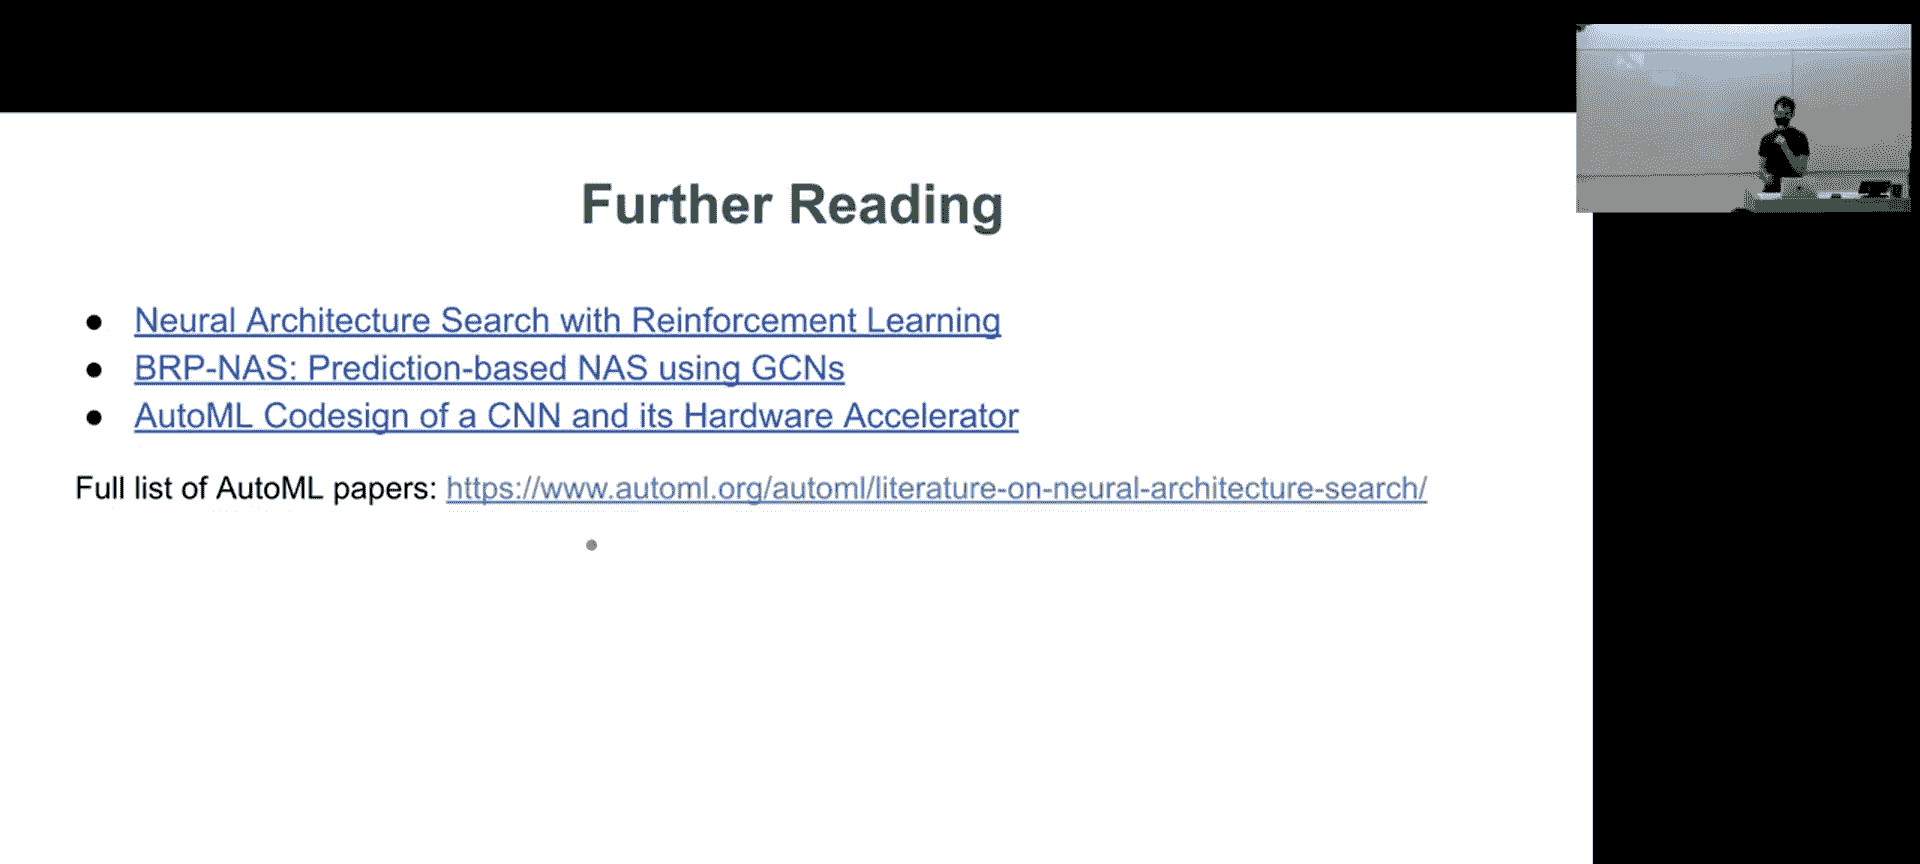 Further Reading
● Neural Architecture Search with Reinforcement Learning
● BRP-NAS: Prediction-based NAS using GCNs
● AutoML Codesign of a CNN and its Hardware Accelerator
Full list of AutoML papers: https://www.automl.org/automl/literature-on-neural-architecture-search/